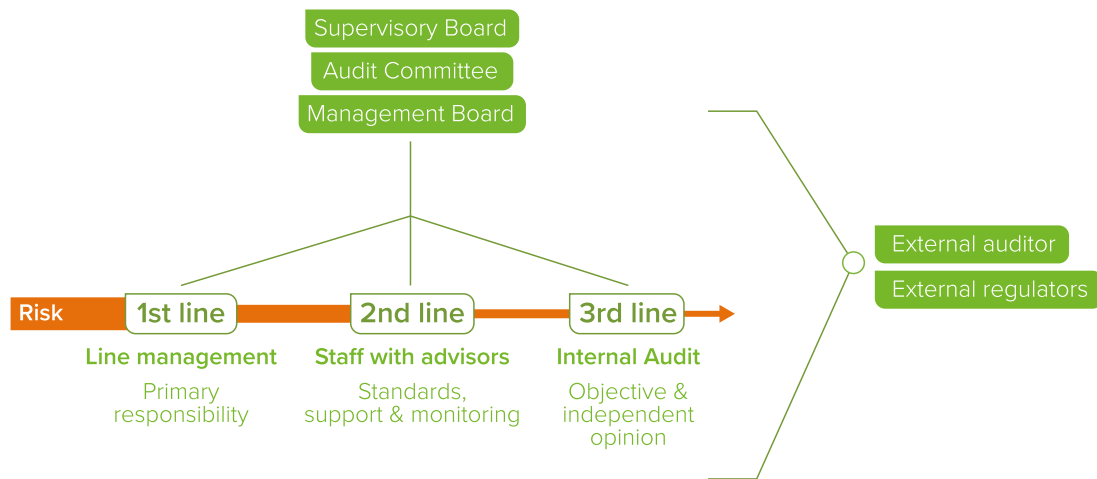 Supervisory Board
Audit Committee
Management Board
External auditor
External regulators
Risk
1st line
2nd line
3rd line
Line management
Primary
responsibility
Staff with advisors
Standards,
support & monitoring
Internal Audit
Objective &
independent
opinion